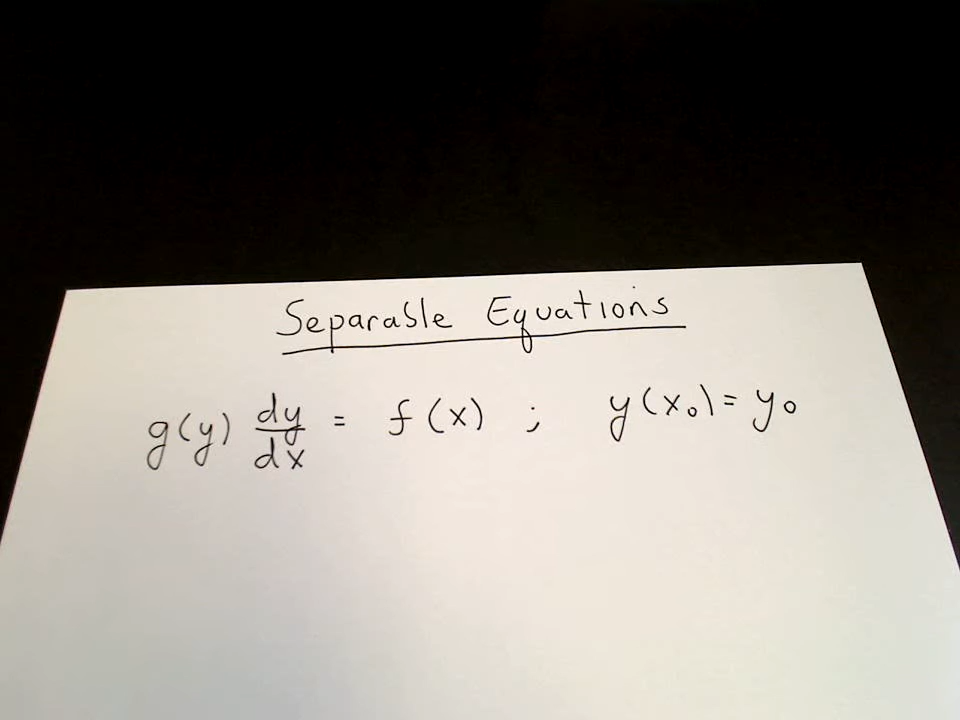 Separable Equations
g(y) dy/dx = f(x) ; y(x₀) = y₀